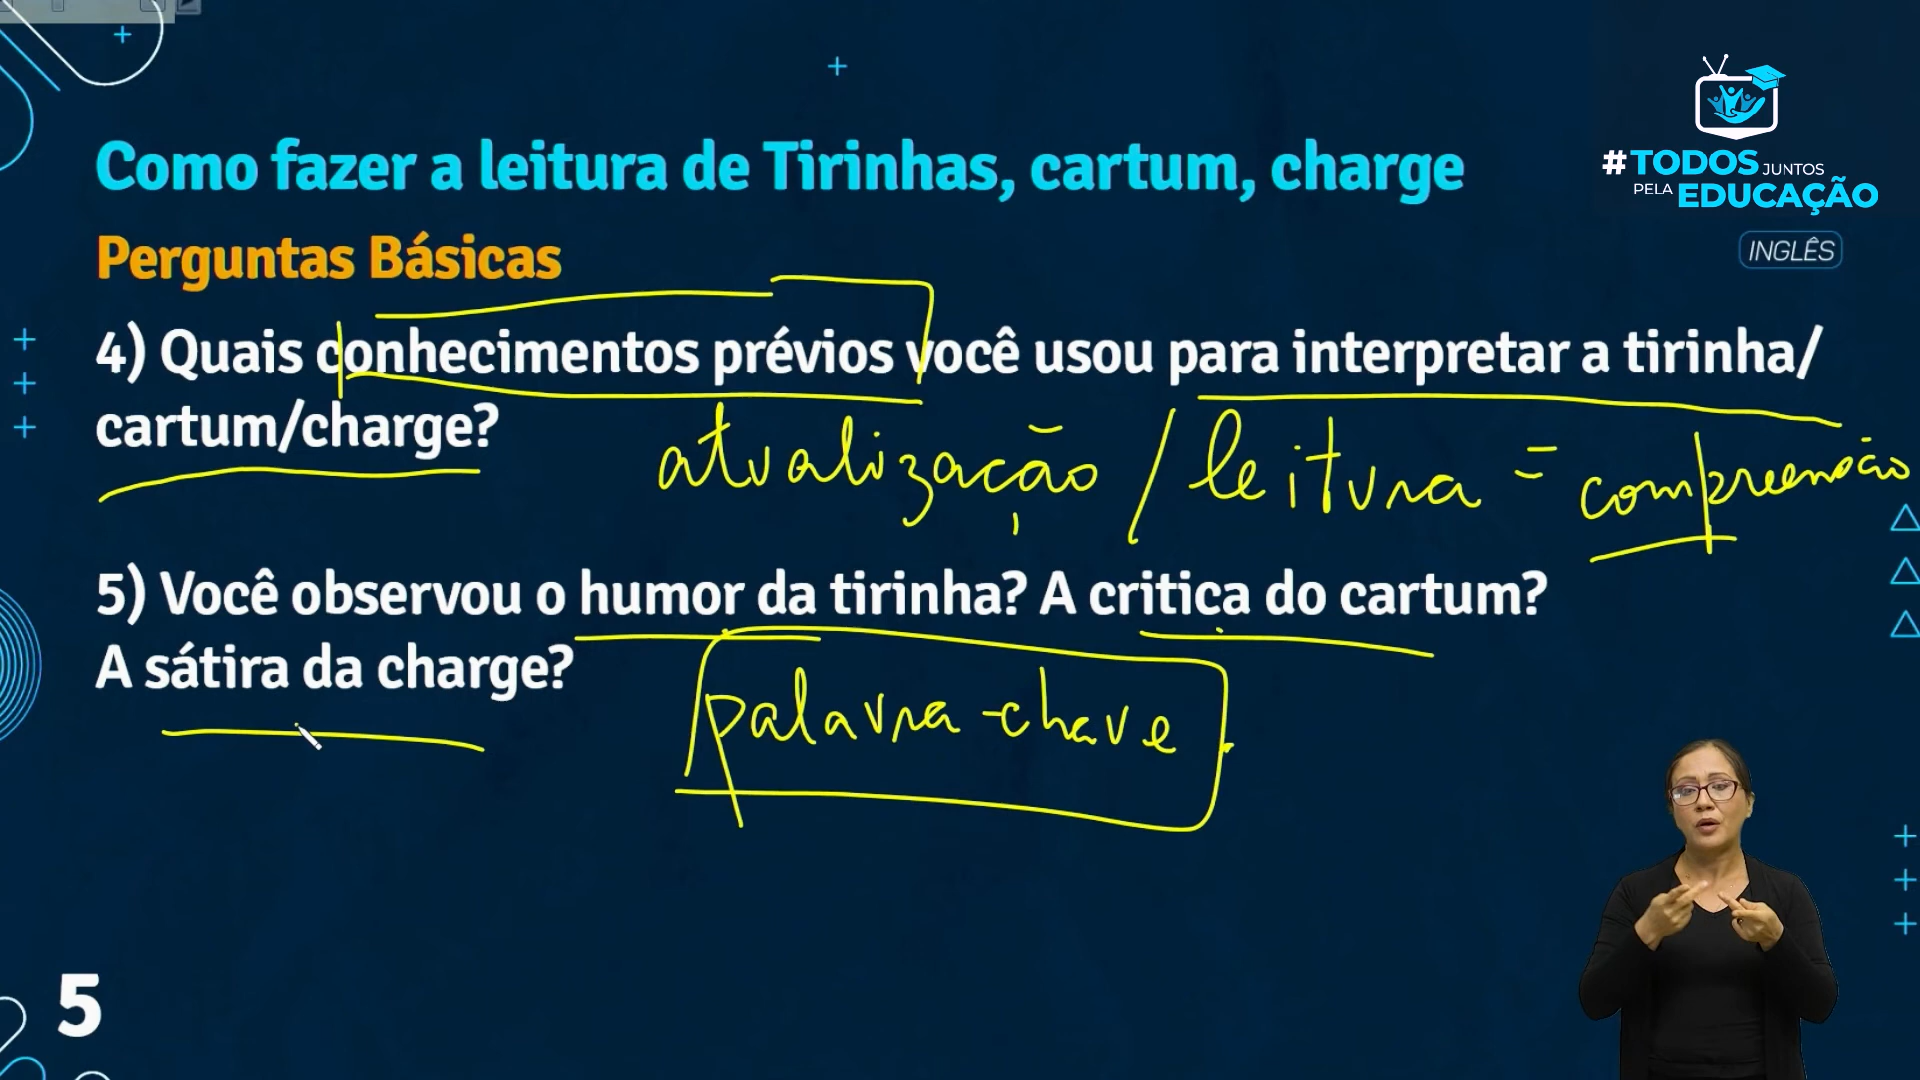 #TODOS JUNTOS
PELA EDUCAÇÃO
INGLÊS
Como fazer a leitura de Tirinhas, cartum, charge
Perguntas Básicas
4) Quais conhecimentos prévios você usou para interpretar a tirinha/
cartum/charge?
atualização / leitura = compreensão
5) Você observou o humor da tirinha? A critica do cartum?
A sátira da charge?
palavra-chave.
5